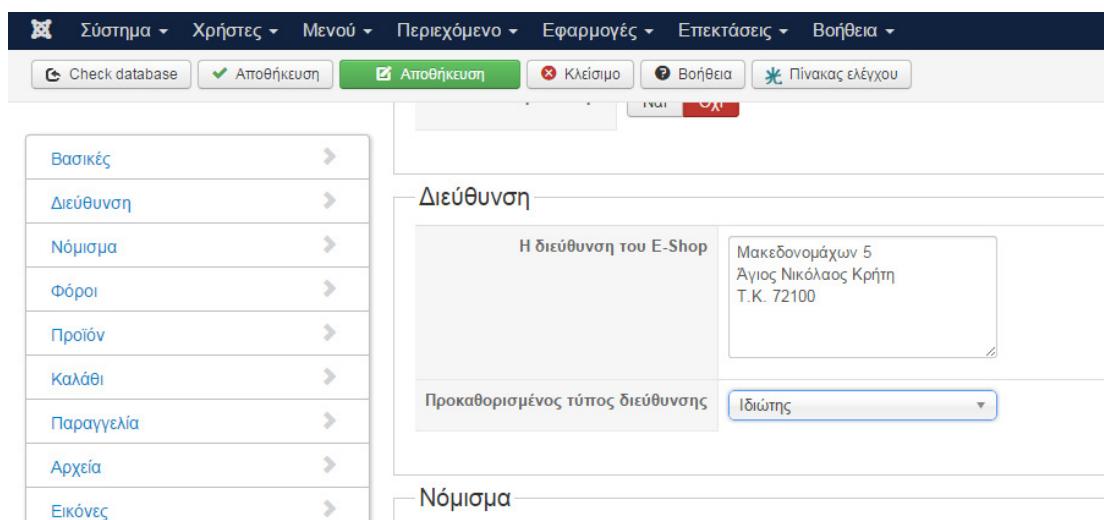 Σύστημα Χρήστες Μενού Περιεχόμενο Εφαρμογές Επεκτάσεις Βοήθεια
Check database Αποθήκευση Αποθήκευση Κλείσιμο Βοήθεια Πίνακας ελέγχου
Ναι Όχι
Βασικές
Διεύθυνση
Νόμισμα
Φόροι
Προϊόν
Καλάθι
Παραγγελία
Αρχεία
Εικόνες
Διεύθυνση
Η διεύθυνση του E-Shop
Μακεδονομάχων 5
Άγιος Νικόλαος Κρήτη
Τ.Κ. 72100
Προκαθορισμένος τύπος διεύθυνσης
Ιδιώτης
Νόμισμα